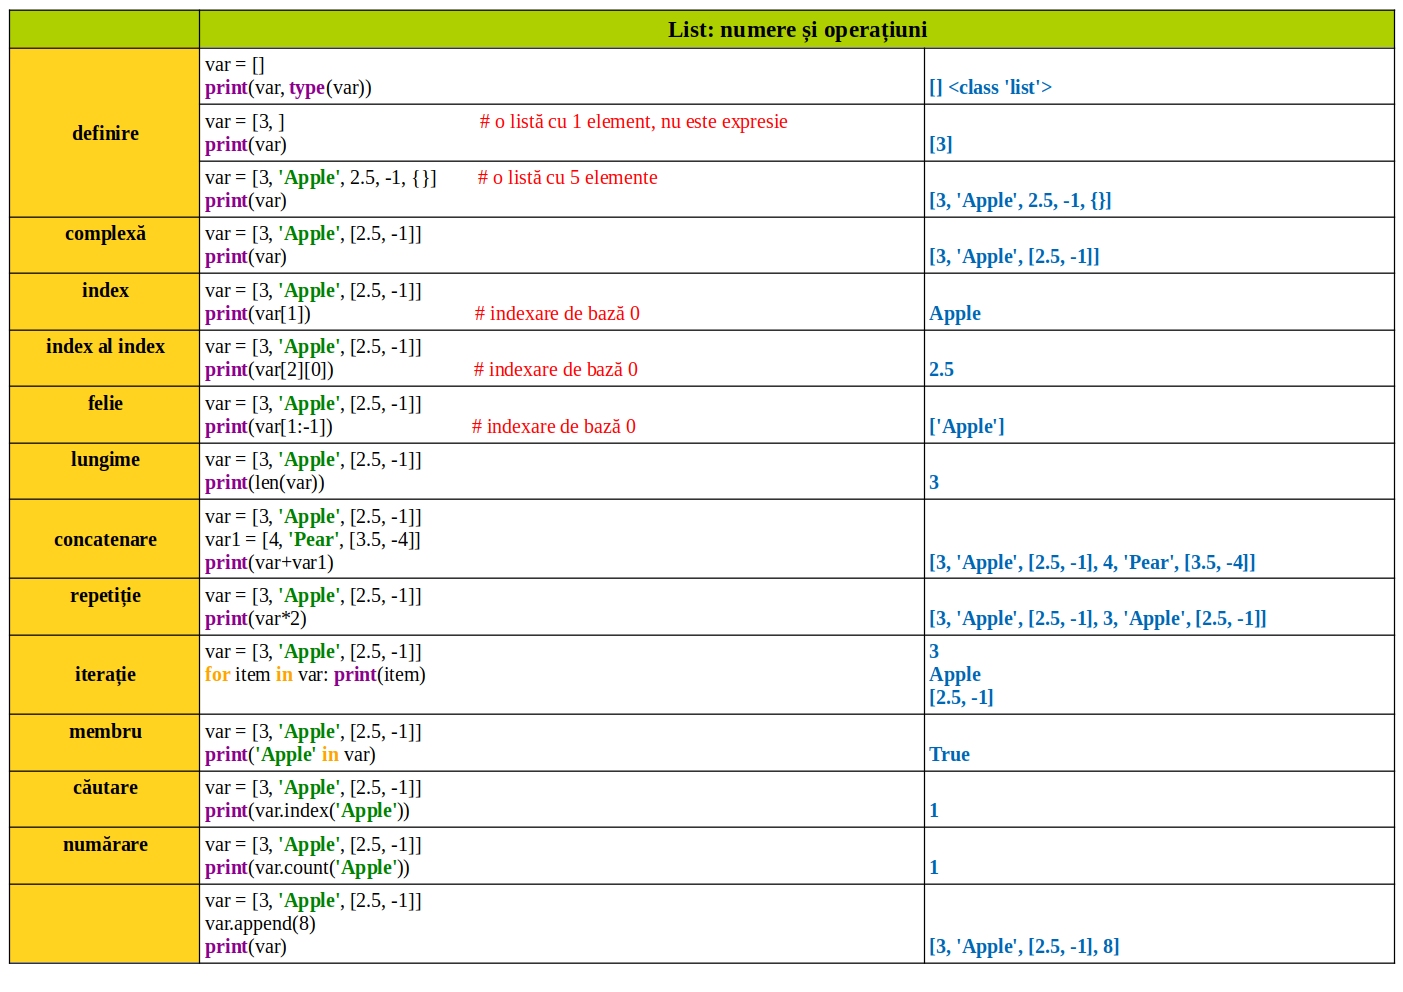 List: numere și operațiuni
definire
var = []
print(var, type(var))
[] <class 'list'>
var = [3, ] # o listă cu 1 element, nu este expresie
print(var)
[3]
var = [3, 'Apple', 2.5, -1, {}] # o listă cu 5 elemente
print(var)
[3, 'Apple', 2.5, -1, {}]
complexă
var = [3, 'Apple', [2.5, -1]]
print(var)
[3, 'Apple', [2.5, -1]]
index
var = [3, 'Apple', [2.5, -1]]
print(var[1]) # indexare de bază 0
Apple
index al index
var = [3, 'Apple', [2.5, -1]]
print(var[2][0]) # indexare de bază 0
2.5
felie
var = [3, 'Apple', [2.5, -1]]
print(var[1:-1]) # indexare de bază 0
['Apple']
lungime
var = [3, 'Apple', [2.5, -1]]
print(len(var))
3
concatenare
var = [3, 'Apple', [2.5, -1]]
var1 = [4, 'Pear', [3.5, -4]]
print(var+var1)
[3, 'Apple', [2.5, -1], 4, 'Pear', [3.5, -4]]
repetiție
var = [3, 'Apple', [2.5, -1]]
print(var*2)
[3, 'Apple', [2.5, -1], 3, 'Apple', [2.5, -1]]
iterație
var = [3, 'Apple', [2.5, -1]]
for item in var: print(item)
3
Apple
[2.5, -1]
membru
var = [3, 'Apple', [2.5, -1]]
print('Apple' in var)
True
căutare
var = [3, 'Apple', [2.5, -1]]
print(var.index('Apple'))
1
numărare
var = [3, 'Apple', [2.5, -1]]
print(var.count('Apple'))
1
var = [3, 'Apple', [2.5, -1]]
var.append(8)
print(var)
[3, 'Apple', [2.5, -1], 8]